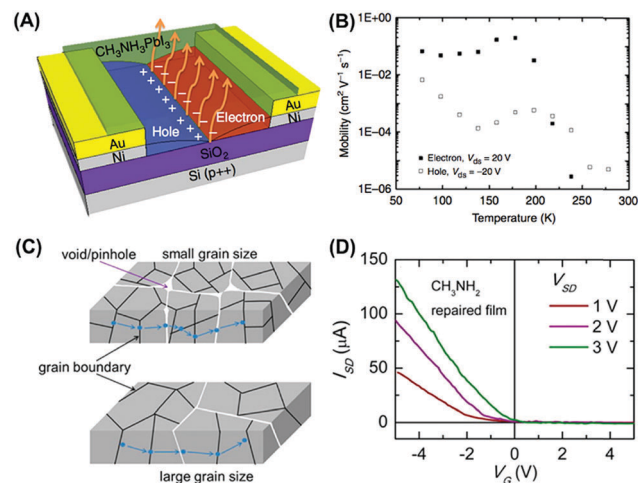 (A)
CH₃NH₃PbI₃
Au
Ni
Hole
Electron
SiO₂
Si (p++)
Au
Ni
(B)
Mobility (cm² V⁻¹ s⁻¹)
1E+00
1E–02
1E–04
1E–06
Electron, Vds = 20 V
Hole, Vds = −20 V
50 100 150 200 250 300
Temperature (K)
(C)
void/pinhole
small grain size
grain boundary
large grain size
(D)
CH₃NH₂
repaired film
VSD
1 V
2 V
3 V
ISD (μA)
150
100
50
0
-4 -2 0 2 4
VG (V)